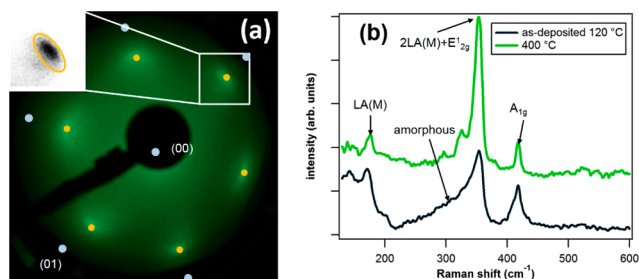 (a)
(00)
(01)
(b)
as-deposited 120 °C
400 °C
2LA(M)+E¹2g
LA(M)
amorphous
A1g
intensity (arb. units)
200
300
400
500
600
Raman shift (cm⁻¹)